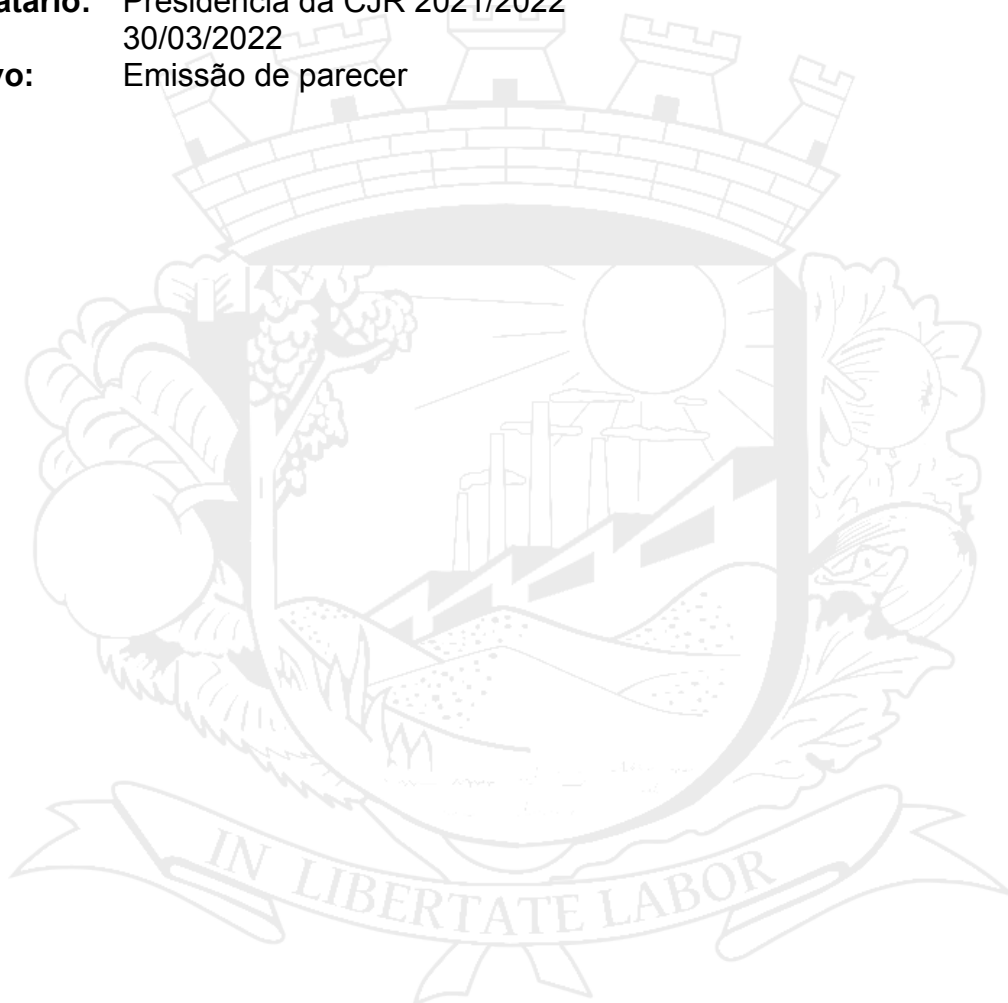 atário: Presidência da CJR 2021/2022
30/03/2022
vo: Emissão de parecer
IN LIBERTATE LABOR